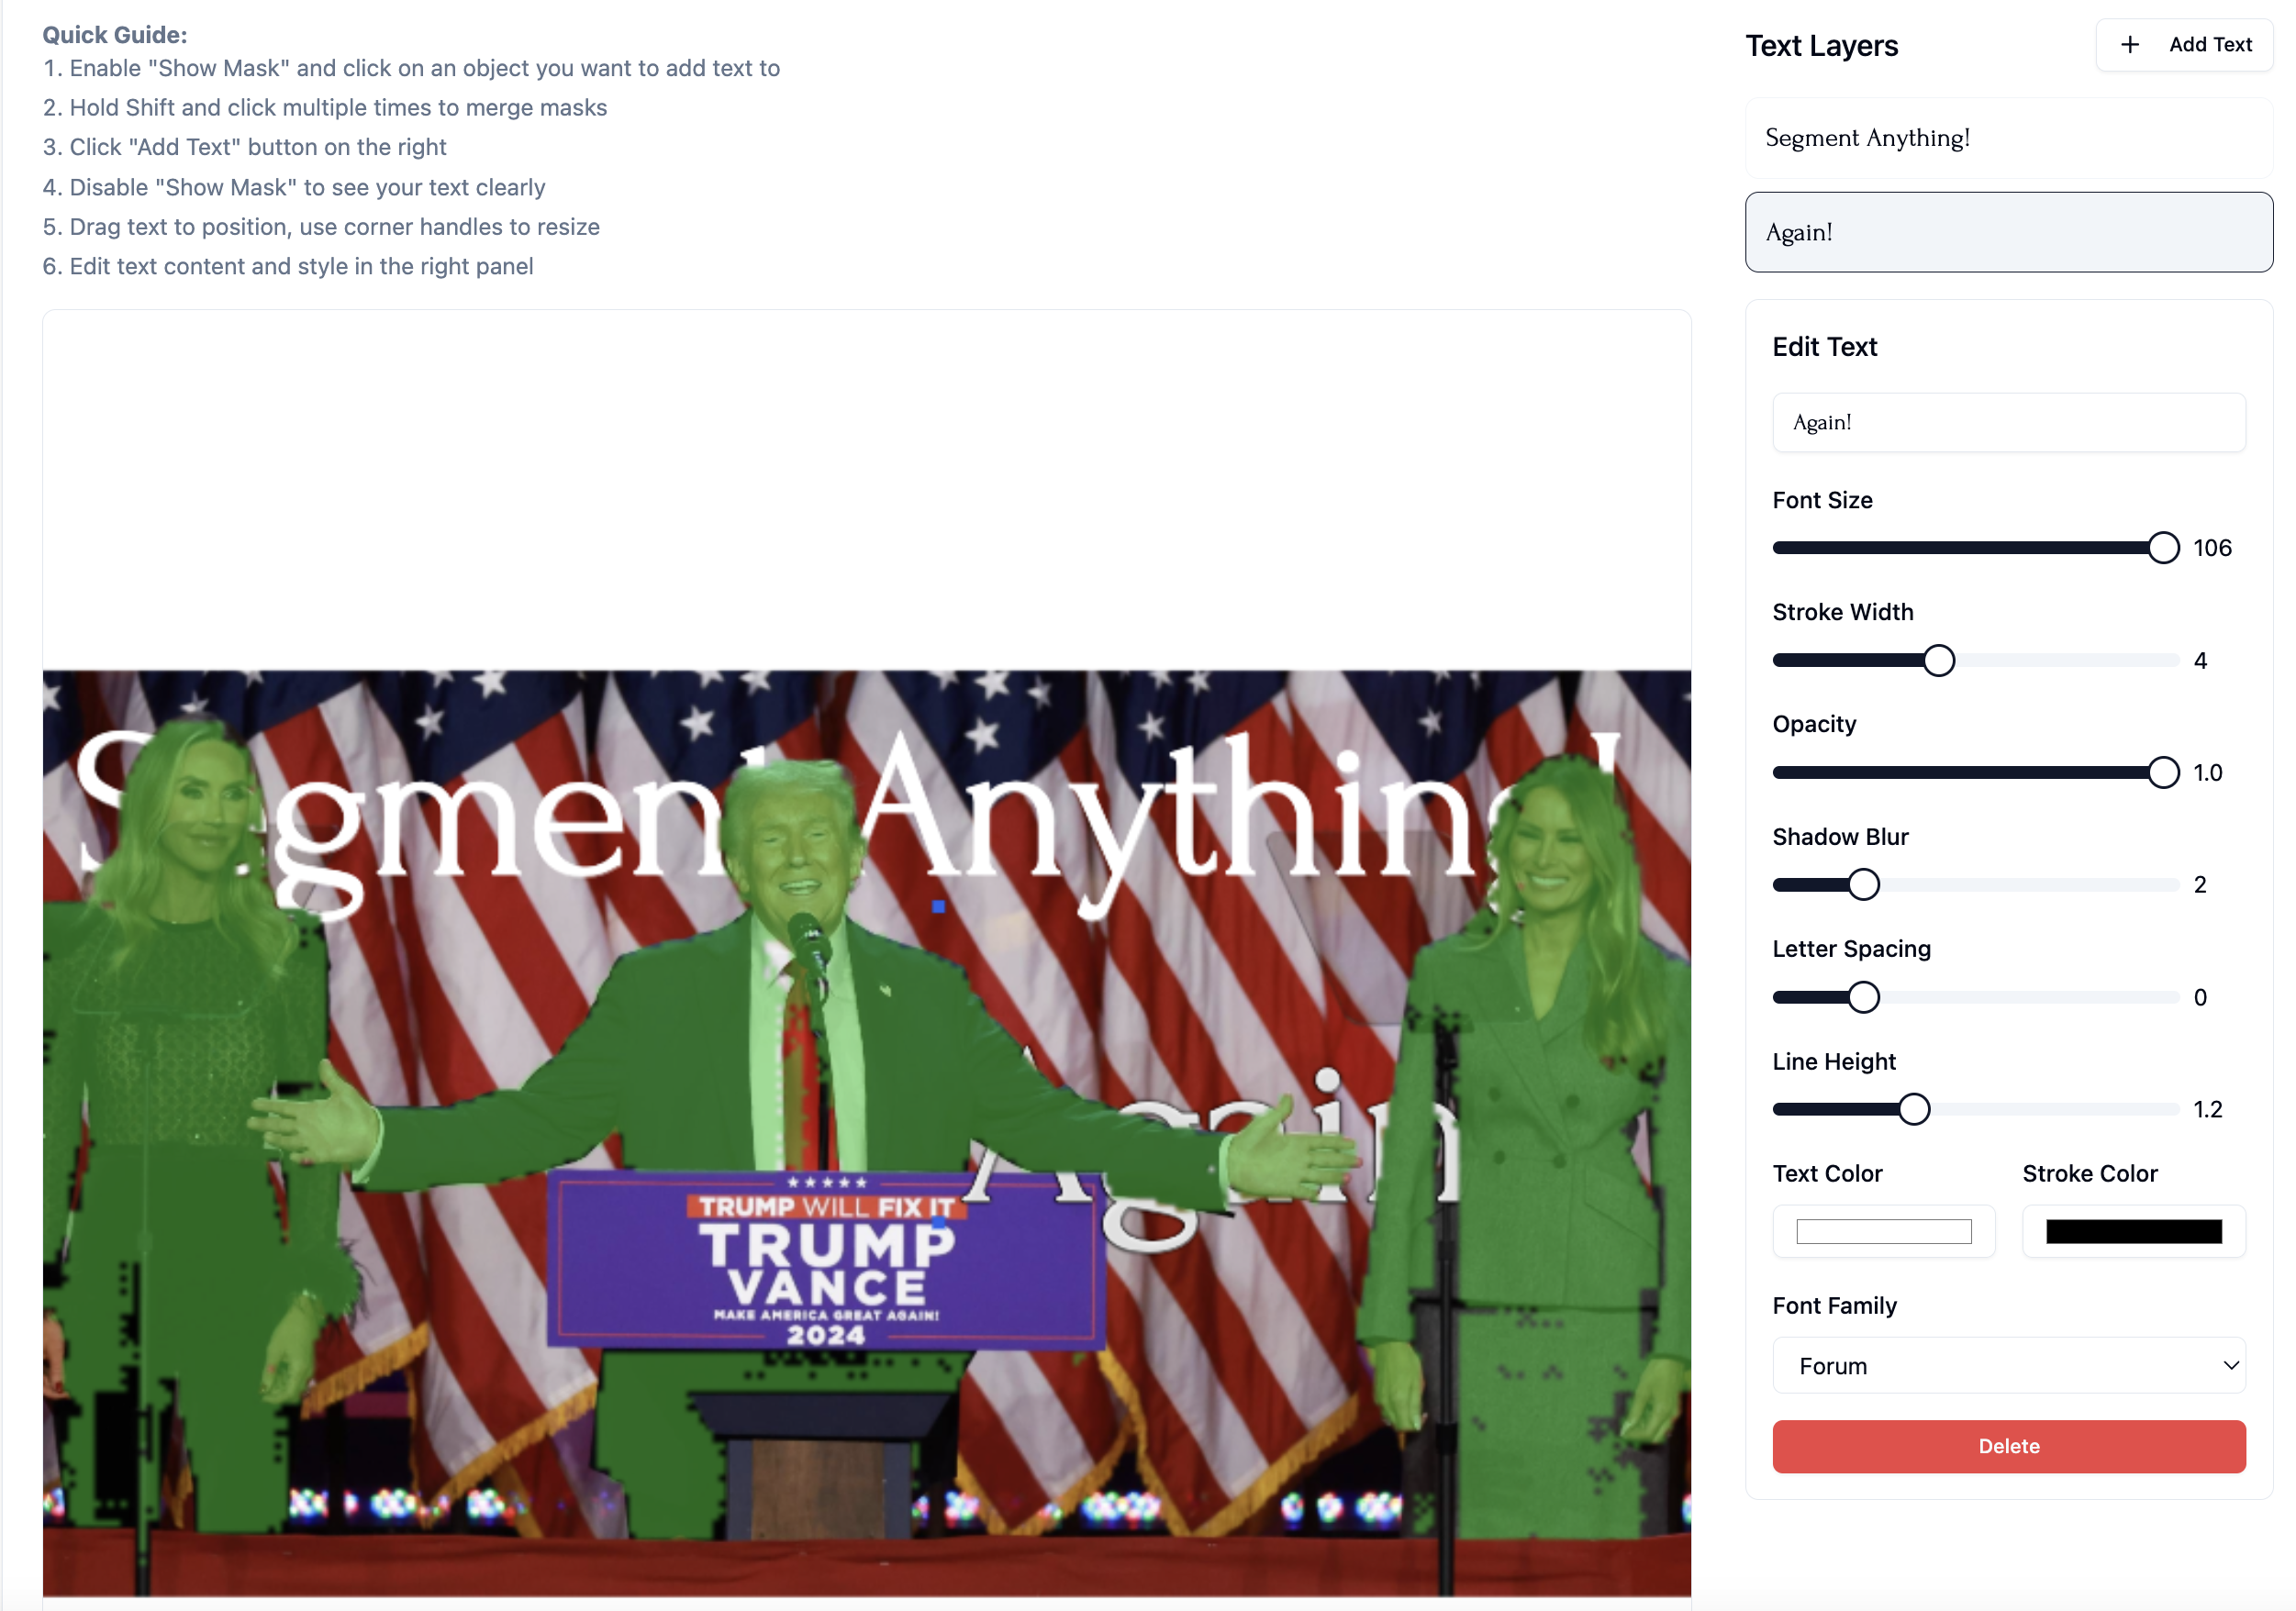 Quick Guide:
1. Enable "Show Mask" and click on an object you want to add text to
2. Hold Shift and click multiple times to merge masks
3. Click "Add Text" button on the right
4. Disable "Show Mask" to see your text clearly
5. Drag text to position, use corner handles to resize
6. Edit text content and style in the right panel
Segment Anything!
Again
★★★★★
TRUMP WILL FIX IT
TRUMP
VANCE
MAKE AMERICA GREAT AGAIN!
2024
Text Layers
+ Add Text
Segment Anything!
Again!
Edit Text
Again!
Font Size
106
Stroke Width
4
Opacity
1.0
Shadow Blur
2
Letter Spacing
0
Line Height
1.2
Text Color Stroke Color
Font Family
Forum
Delete